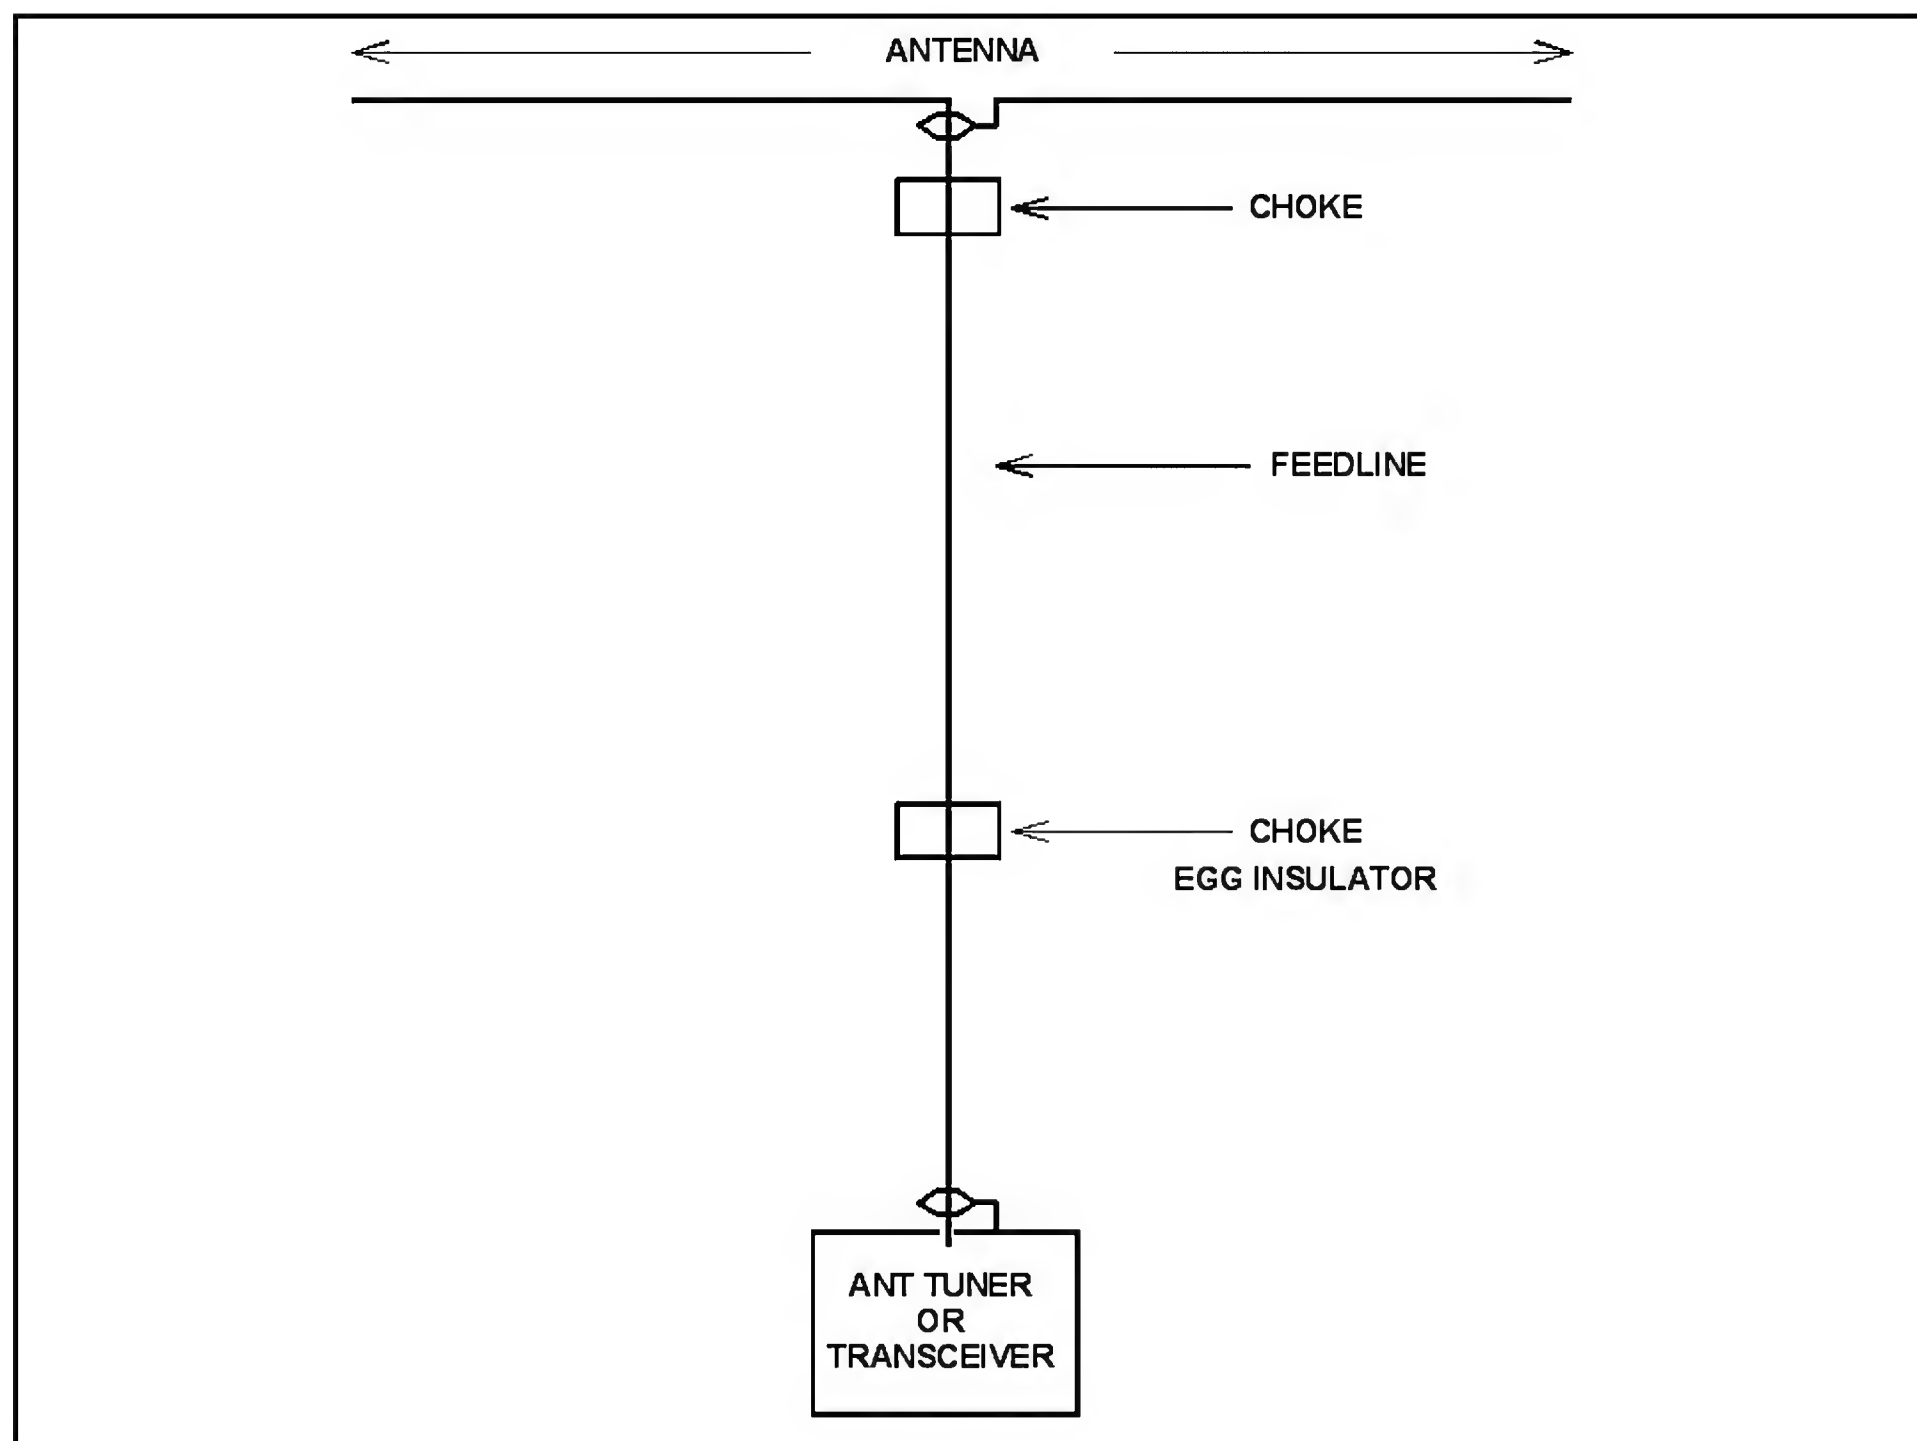 ANTENNA
CHOKE
FEEDLINE
CHOKE
EGG INSULATOR
ANT TUNER
OR
TRANSCEIVER